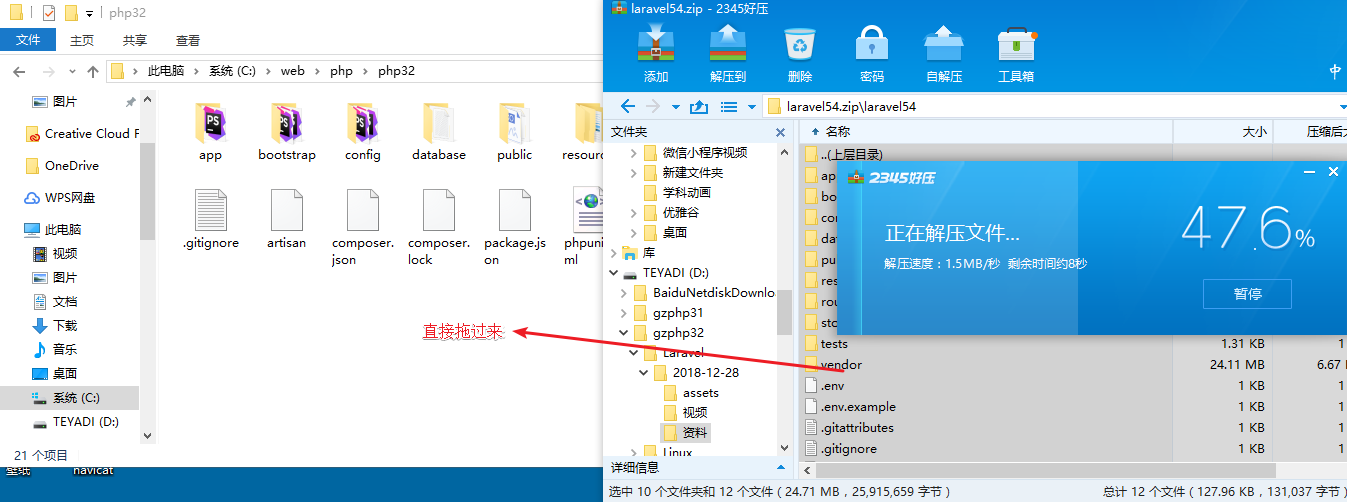 php32
文件 主页 共享 查看
此电脑 系统 (C:) web php php32
图片
Creative Cloud F
OneDrive
WPS网盘
此电脑
视频
图片
文档
下载
音乐
桌面
系统 (C:)
TEYADI (D:)
app bootstrap config database public resourc
.gitignore artisan composer.json composer.lock package.json phpuni ml
直接拖过来
21 个项目
壁纸 navicat
laravel54.zip - 2345好压
添加 解压到 删除 密码 自解压 工具箱
中
laravel54.zip\laravel54
文件夹
微信小程序视频
新建文件夹
学科动画
优雅谷
桌面
库
TEYADI (D:)
BaiduNetdiskDownlo
gzphp31
gzphp32
Laravel
2018-12-28
assets
视频
资料
Linux
详细信息
名称 大小 压缩后大
..(上层目录)
ap
bo
co
dat
pu
res
rou
sto
tests 1.31 KB 1
vendor 24.11 MB 6.67
.env 1 KB 1
.env.example 1 KB 1
.gitattributes 1 KB 1
.gitignore 1 KB 1
2345好压
正在解压文件...
解压速度：1.5MB/秒 剩余时间约8秒
47.6%
暂停
选中 10 个文件夹和 12 个文件（24.71 MB，25,915,659 字节）
总计 12 个文件（127.96 KB，131,037 字节）